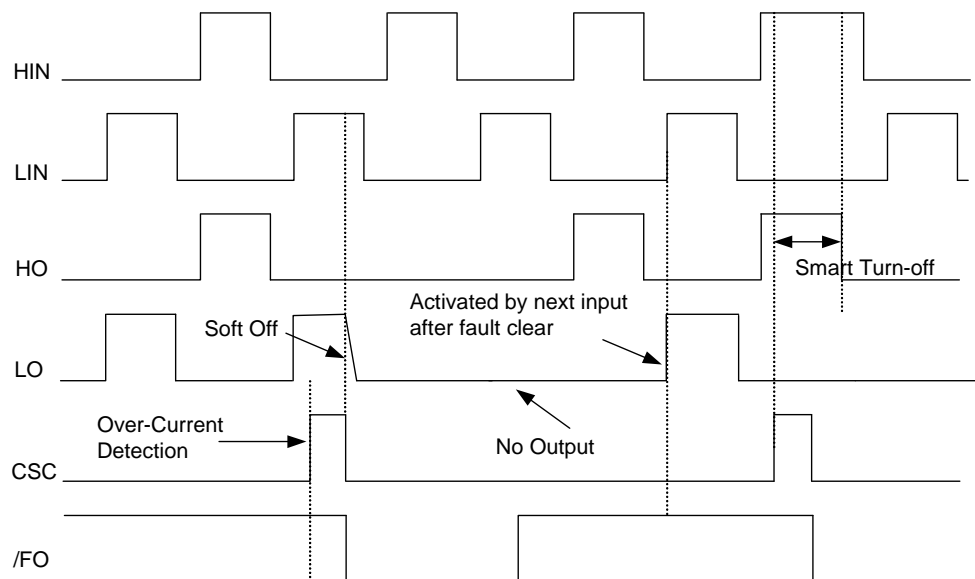 HIN
LIN
HO
Smart Turn-off
Activated by next input
after fault clear
Soft Off
LO
Over-Current
Detection
No Output
CSC
/FO